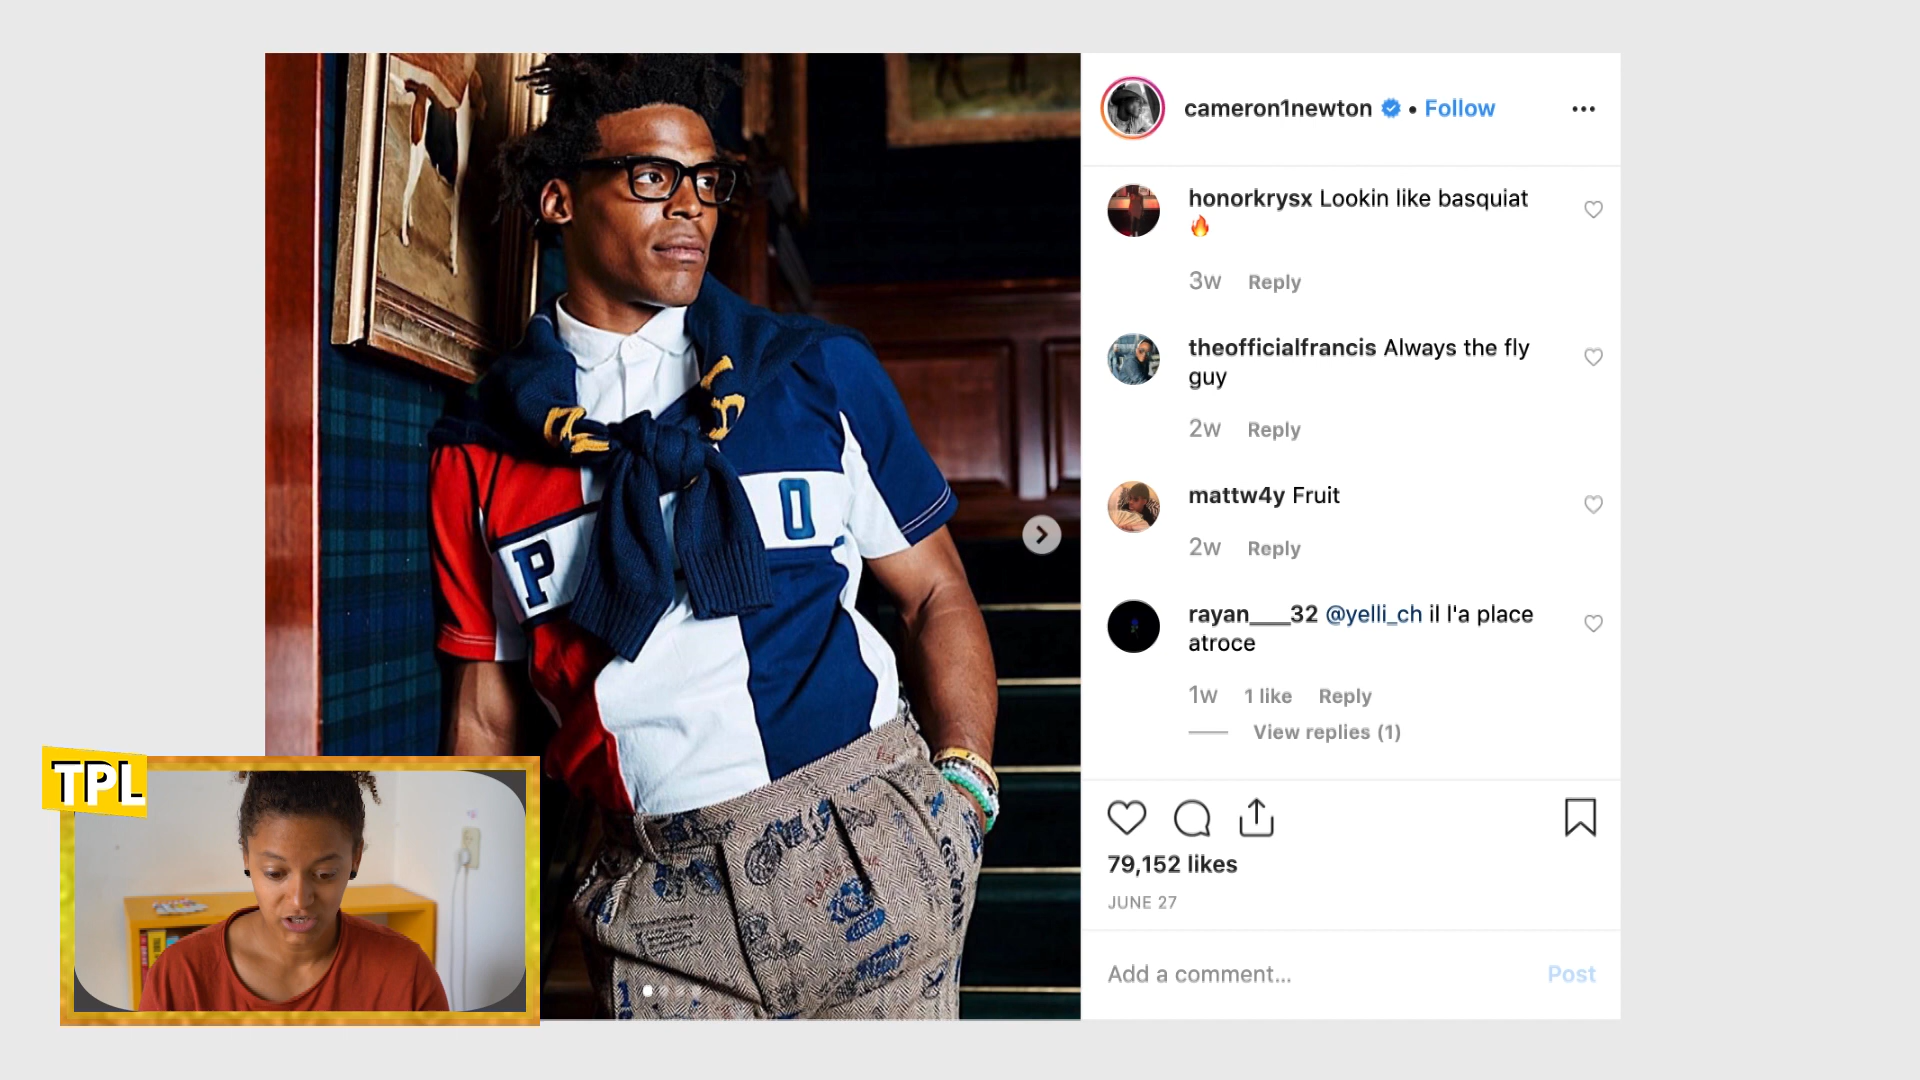 cameron1newton • Follow
honorkrysx Lookin like basquiat
🔥
3w Reply
theofficialfrancis Always the fly
guy
2w Reply
mattw4y Fruit
2w Reply
rayan___32 @yelli_ch il l'a place
atroce
1w 1 like Reply
View replies (1)
79,152 likes
JUNE 27
Add a comment... Post
P O
TPL